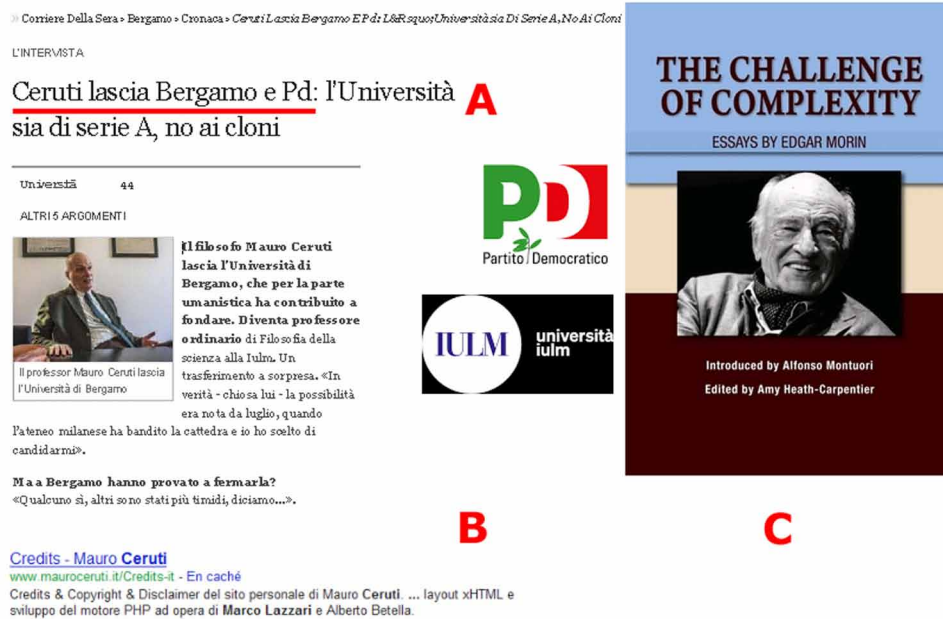 » Corriere Della Sera > Bergamo > Cronaca > Ceruti Lascia Bergamo E Pd: L&Rsquo;Università sia Di Serie A, No Ai Cloni
L'INTERVISTA
Ceruti lascia Bergamo e Pd: l'Università
sia di serie A, no ai cloni
A
Università 44
ALTRI 5 ARGOMENTI
Il filosofo Mauro Ceruti
lascia l'Università di
Bergamo, che per la parte
umanistica ha contribuito a
fondare. Diventa professore
ordinario di Filosofia della
scienza alla Iulm. Un
trasferimento a sorpresa. «In
verità - chiosa lui - la possibilità
era nota da luglio, quando
l'ateneo milanese ha bandito la cattedra e io ho scelto di
candidarmi».
Il professor Mauro Ceruti lascia
l'Università di Bergamo
Ma a Bergamo hanno provato a fermarla?
«Qualcuno sì, altri sono stati più timidi, diciamo...».
PD
Partito Democratico
IULM
università
iulm
B
THE CHALLENGE
OF COMPLEXITY
ESSAYS BY EDGAR MORIN
Introduced by Alfonso Montuori
Edited by Amy Heath-Carpentier
C
Credits - Mauro Ceruti
www.mauroceruti.it/Credits-it - En caché
Credits & Copyright & Disclaimer del sito personale di Mauro Ceruti. ... layout xHTML e
sviluppo del motore PHP ad opera di Marco Lazzari e Alberto Betella.